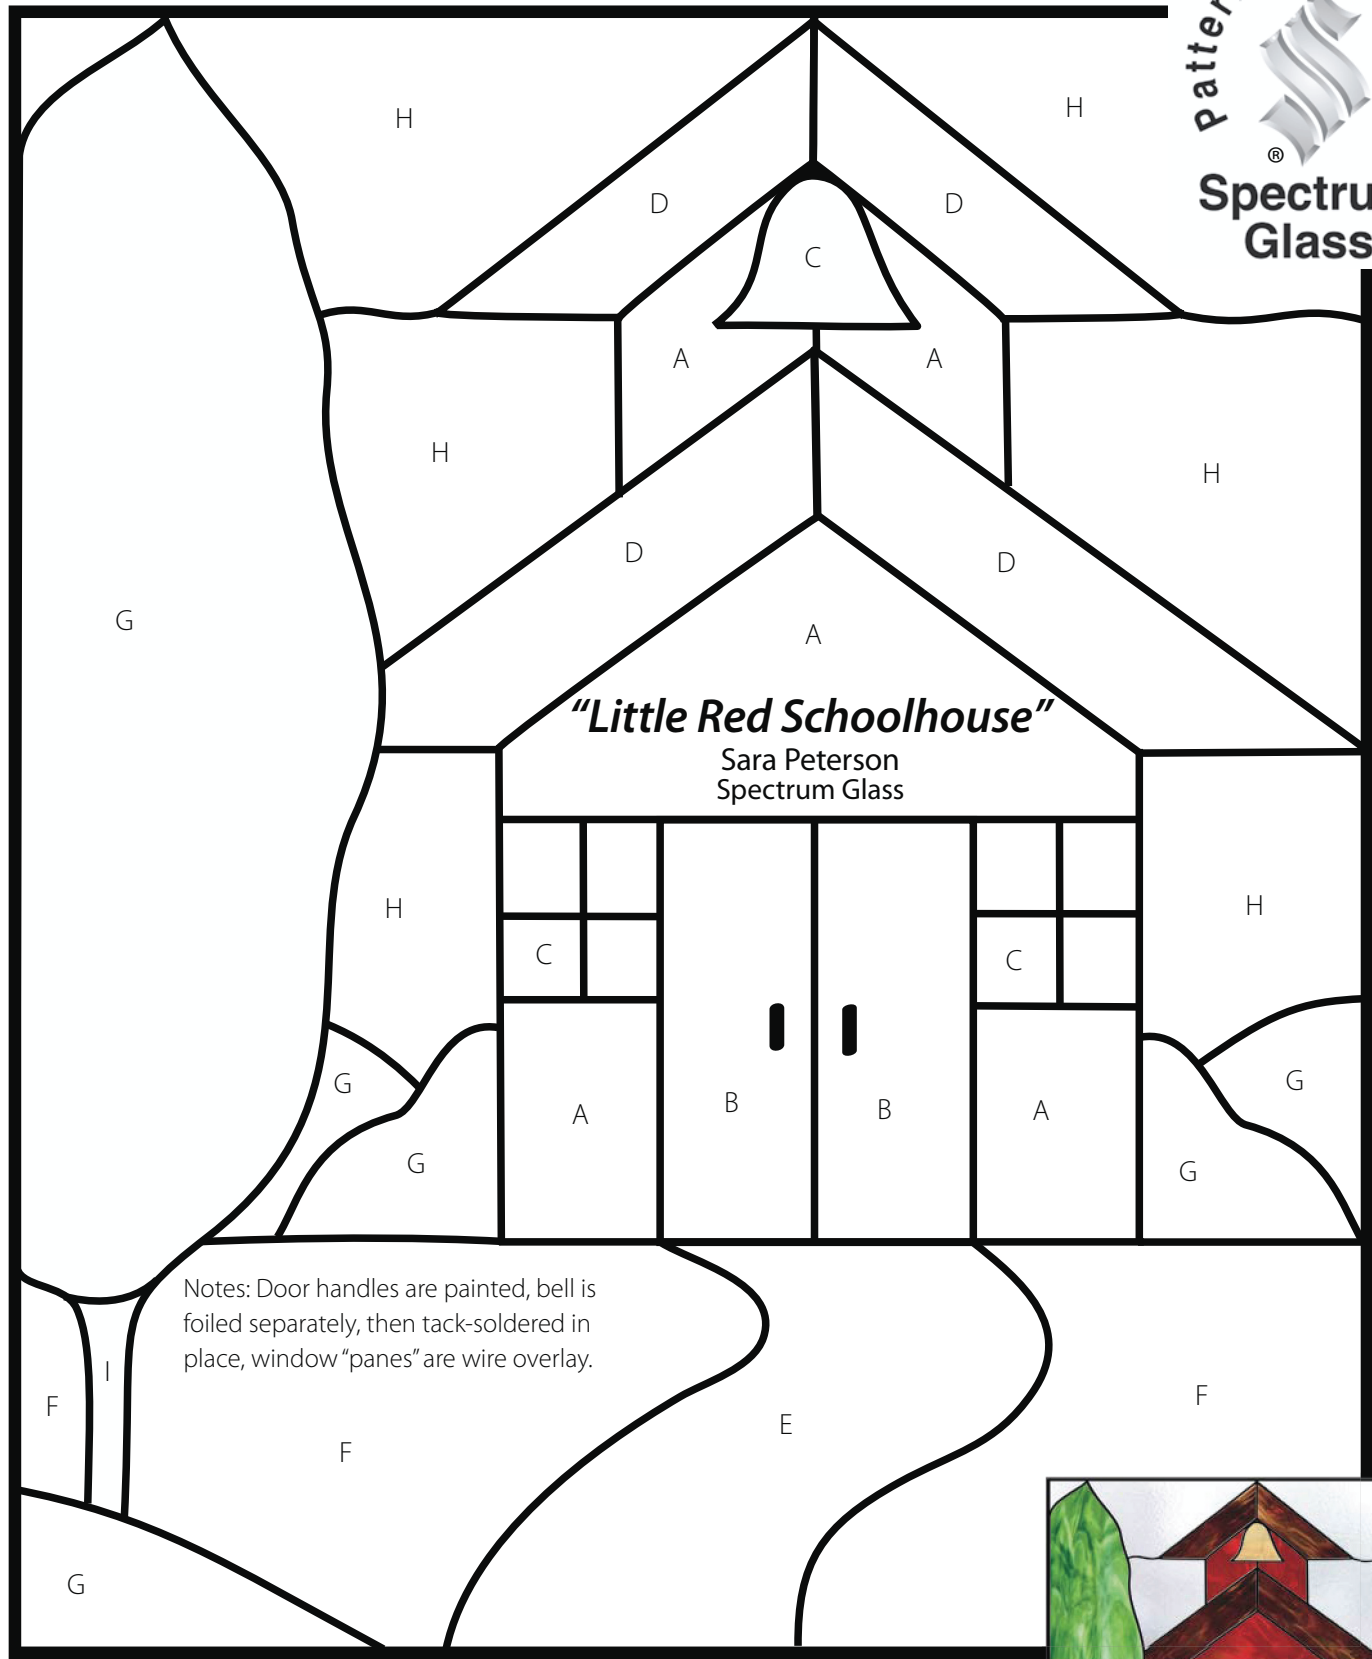 Spectru
Glass
®
H
H
D
D
C
A
A
H
H
D
D
G
A
“Little Red Schoolhouse”
Sara Peterson
Spectrum Glass
H
H
C
C
G
G
B
B
A
A
G
G
Notes: Door handles are painted, bell is
foiled separately, then tack-soldered in
place, window “panes” are wire overlay.
I
F
F
E
F
G